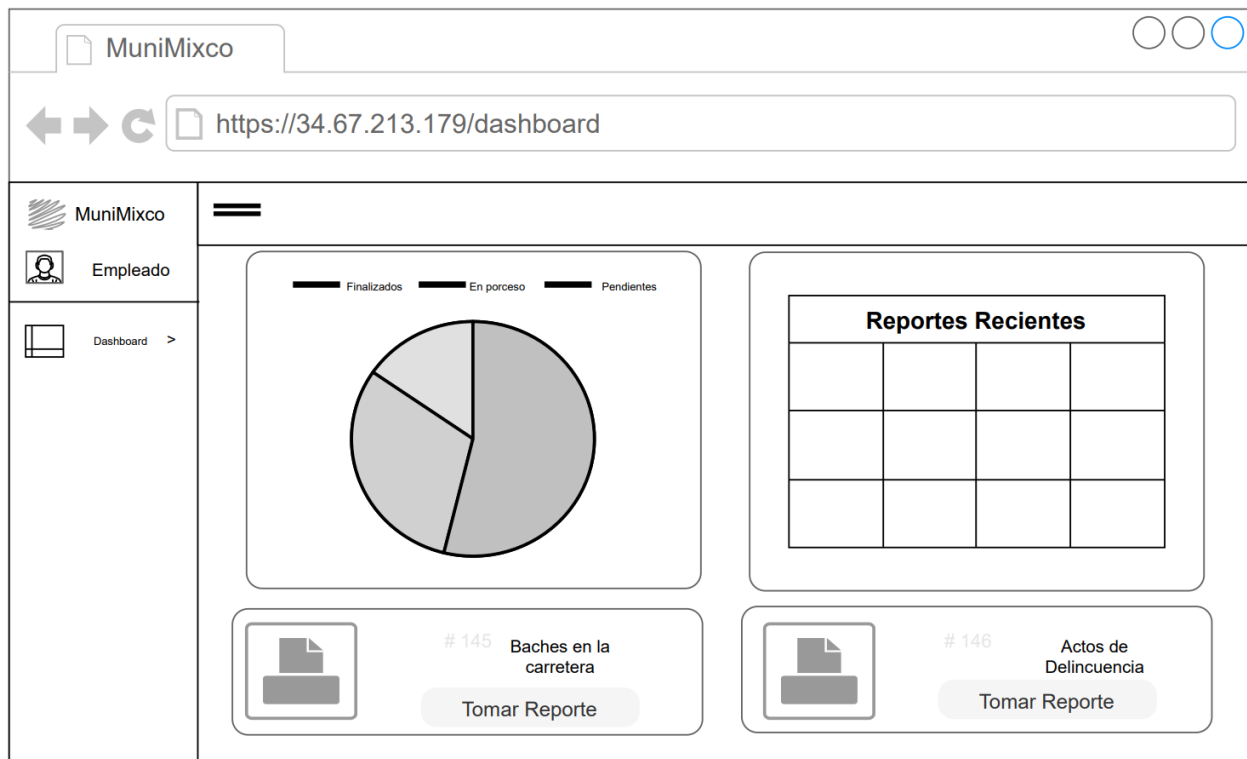 MuniMixco
https://34.67.213.179/dashboard
MuniMixco
Empleado
Dashboard >
Finalizados En porceso Pendientes
Reportes Recientes
# 145 Baches en la
carretera
Tomar Reporte
# 146 Actos de
Delincuencia
Tomar Reporte